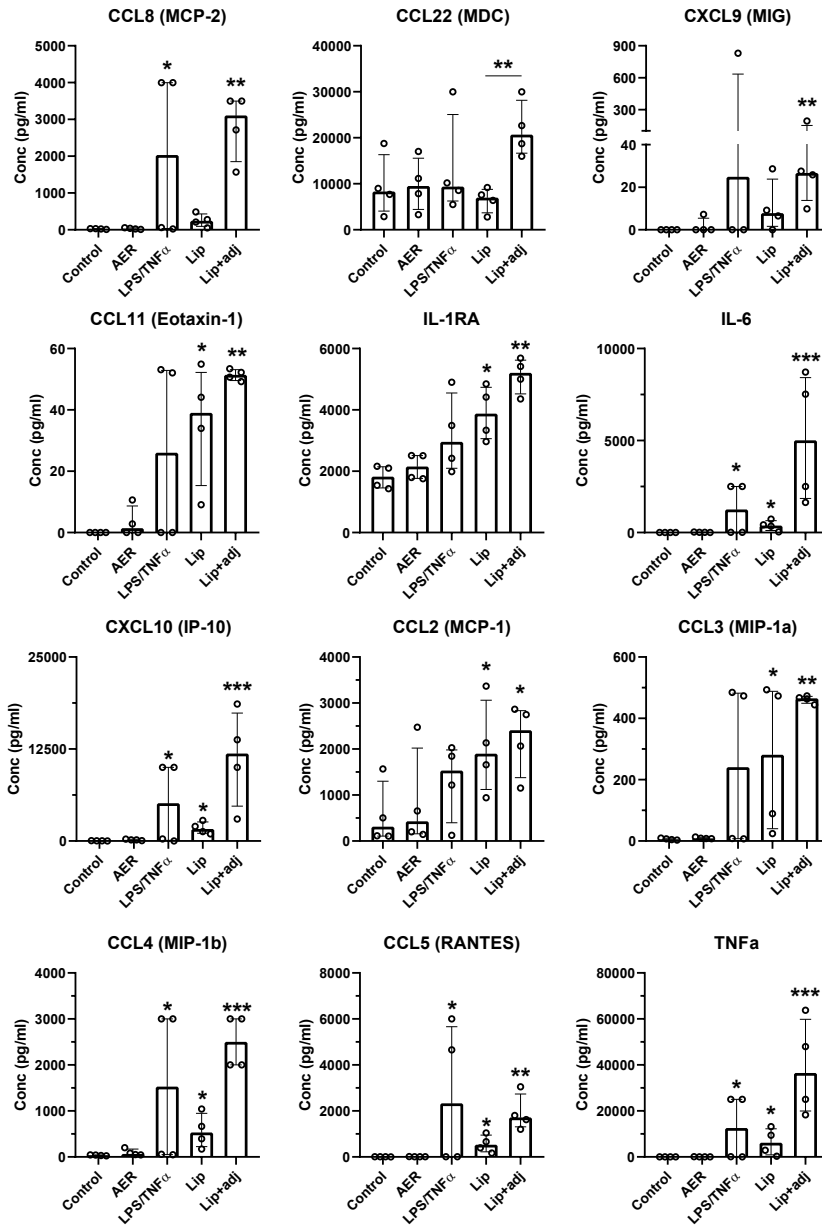 CCL8 (MCP-2)
Conc (pg/ml)
5000
4000
3000
2000
1000
0
*
**
Control
AER
LPS/TNFα
Lip
Lip+adj
CCL22 (MDC)
Conc (pg/ml)
40000
30000
20000
10000
0
**
Control
AER
LPS/TNFα
Lip
Lip+adj
CXCL9 (MIG)
Conc (pg/ml)
900
600
300
40
20
0
**
Control
AER
LPS/TNFα
Lip
Lip+adj
CCL11 (Eotaxin-1)
Conc (pg/ml)
60
40
20
0
*
**
Control
AER
LPS/TNFα
Lip
Lip+adj
IL-1RA
Conc (pg/ml)
6000
4000
2000
0
*
**
Control
AER
LPS/TNFα
Lip
Lip+adj
IL-6
Conc (pg/ml)
10000
5000
0
*
*
***
Control
AER
LPS/TNFα
Lip
Lip+adj
CXCL10 (IP-10)
Conc (pg/ml)
25000
12500
0
*
*
***
Control
AER
LPS/TNFα
Lip
Lip+adj
CCL2 (MCP-1)
Conc (pg/ml)
4000
3000
2000
1000
0
*
*
Control
AER
LPS/TNFα
Lip
Lip+adj
CCL3 (MIP-1a)
Conc (pg/ml)
600
400
200
0
*
**
Control
AER
LPS/TNFα
Lip
Lip+adj
CCL4 (MIP-1b)
Conc (pg/ml)
4000
3000
2000
1000
0
*
*
***
Control
AER
LPS/TNFα
Lip
Lip+adj
CCL5 (RANTES)
Conc (pg/ml)
8000
6000
4000
2000
0
*
*
**
Control
AER
LPS/TNFα
Lip
Lip+adj
TNFa
Conc (pg/ml)
80000
60000
40000
20000
0
*
*
***
Control
AER
LPS/TNFα
Lip
Lip+adj